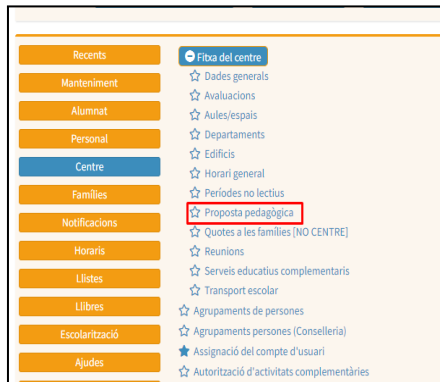 Recents
Manteniment
Alumnat
Personal
Centre
Famílies
Notificacions
Horaris
Llistes
Llibres
Escolarització
Ajudes
Fitxa del centre
Dades generals
Avaluacions
Aules/espais
Departaments
Edificis
Horari general
Períodes no lectius
Proposta pedagògica
Quotes a les famílies [NO CENTRE]
Reunions
Serveis educatius complementaris
Transport escolar
Agrupaments de persones
Agrupaments persones (Conselleria)
Assignació del compte d'usuari
Autorització d'activitats complementàries